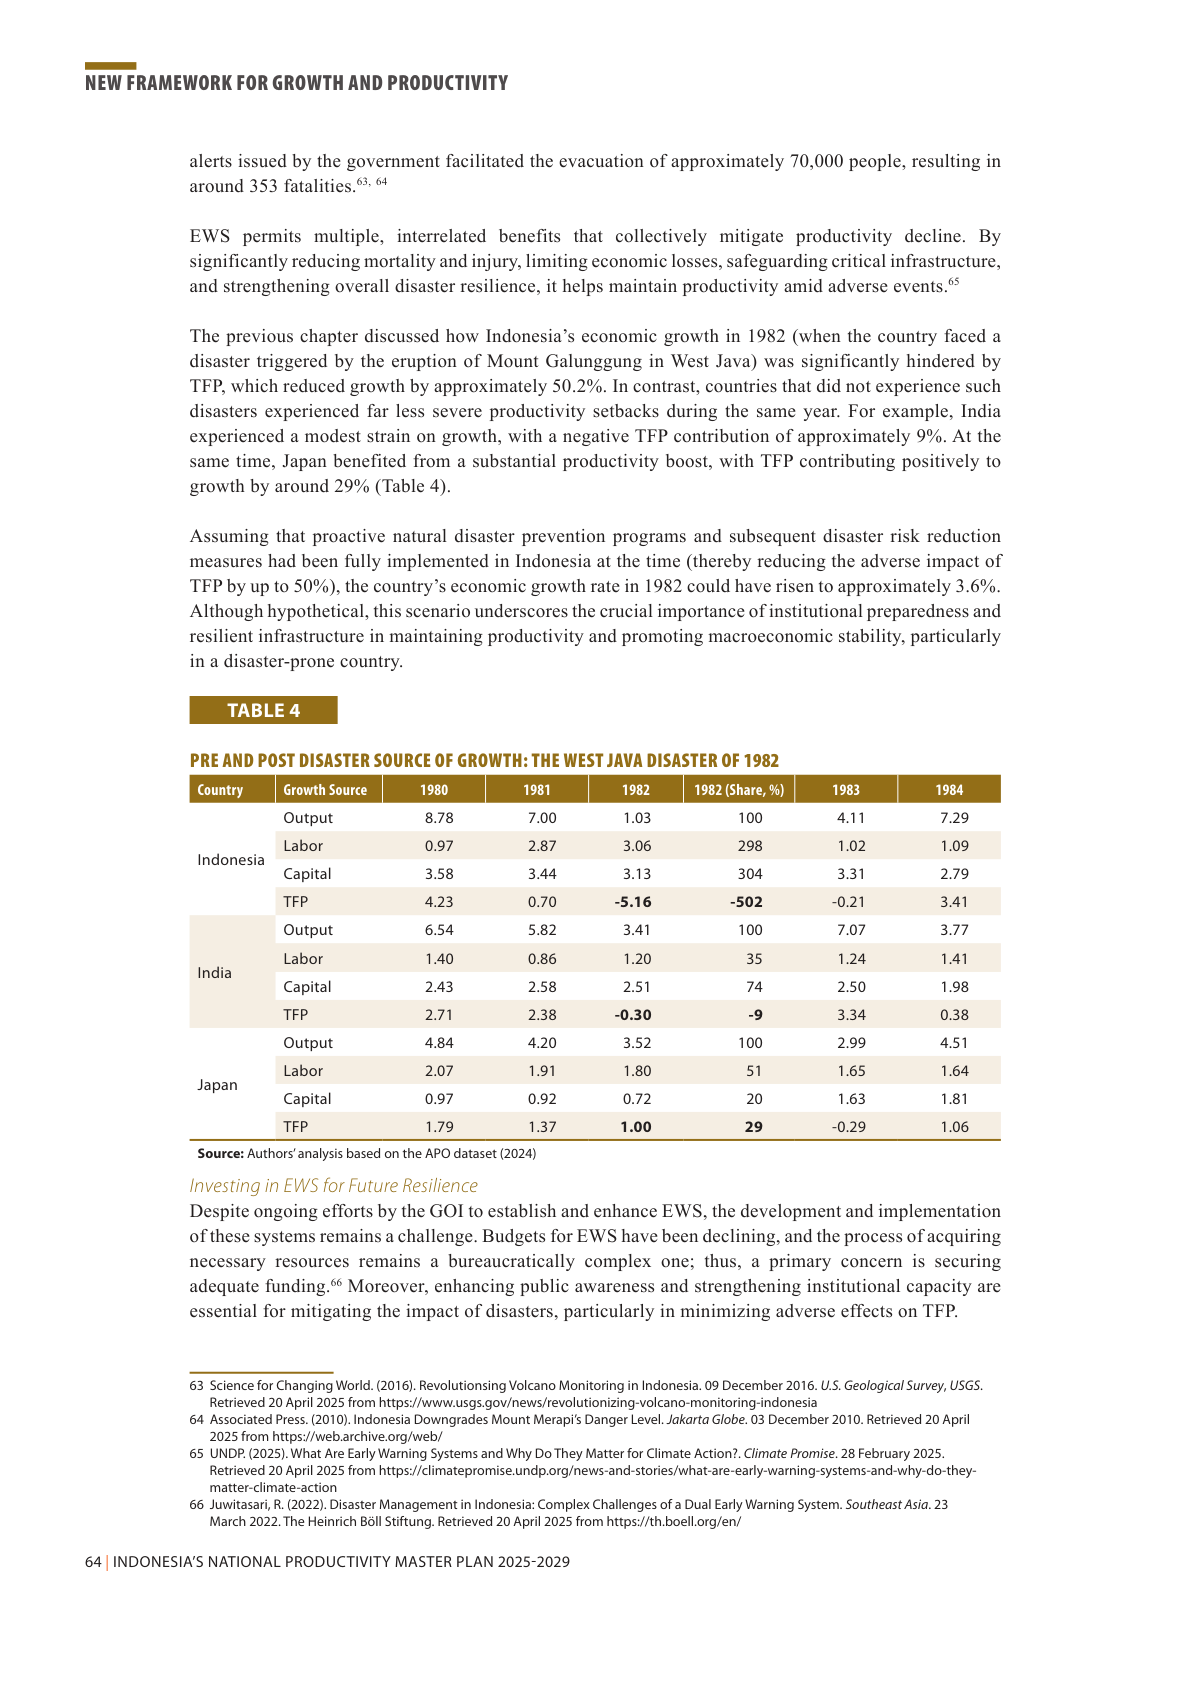 NEW FRAMEWORK FOR GROWTH AND PRODUCTIVITY
alerts issued by the government facilitated the evacuation of approximately 70,000 people, resulting in
around 353 fatalities.63, 64
EWS permits multiple, interrelated benefits that collectively mitigate productivity decline. By
significantly reducing mortality and injury, limiting economic losses, safeguarding critical infrastructure,
and strengthening overall disaster resilience, it helps maintain productivity amid adverse events.65
The previous chapter discussed how Indonesia’s economic growth in 1982 (when the country faced a
disaster triggered by the eruption of Mount Galunggung in West Java) was significantly hindered by
TFP, which reduced growth by approximately 50.2%. In contrast, countries that did not experience such
disasters experienced far less severe productivity setbacks during the same year. For example, India
experienced a modest strain on growth, with a negative TFP contribution of approximately 9%. At the
same time, Japan benefited from a substantial productivity boost, with TFP contributing positively to
growth by around 29% (Table 4).
Assuming that proactive natural disaster prevention programs and subsequent disaster risk reduction
measures had been fully implemented in Indonesia at the time (thereby reducing the adverse impact of
TFP by up to 50%), the country’s economic growth rate in 1982 could have risen to approximately 3.6%.
Although hypothetical, this scenario underscores the crucial importance of institutional preparedness and
resilient infrastructure in maintaining productivity and promoting macroeconomic stability, particularly
in a disaster-prone country.
TABLE 4
PRE AND POST DISASTER SOURCE OF GROWTH: THE WEST JAVA DISASTER OF 1982
Country Growth Source 1980 1981 1982 1982 (Share, %) 1983 1984
Indonesia
Output 8.78 7.00 1.03 100 4.11 7.29
Labor 0.97 2.87 3.06 298 1.02 1.09
Capital 3.58 3.44 3.13 304 3.31 2.79
TFP 4.23 0.70 -5.16 -502 -0.21 3.41
India
Output 6.54 5.82 3.41 100 7.07 3.77
Labor 1.40 0.86 1.20 35 1.24 1.41
Capital 2.43 2.58 2.51 74 2.50 1.98
TFP 2.71 2.38 -0.30 -9 3.34 0.38
Japan
Output 4.84 4.20 3.52 100 2.99 4.51
Labor 2.07 1.91 1.80 51 1.65 1.64
Capital 0.97 0.92 0.72 20 1.63 1.81
TFP 1.79 1.37 1.00 29 -0.29 1.06
Source: Authors’ analysis based on the APO dataset (2024)
Investing in EWS for Future Resilience
Despite ongoing efforts by the GOI to establish and enhance EWS, the development and implementation
of these systems remains a challenge. Budgets for EWS have been declining, and the process of acquiring
necessary resources remains a bureaucratically complex one; thus, a primary concern is securing
adequate funding.66 Moreover, enhancing public awareness and strengthening institutional capacity are
essential for mitigating the impact of disasters, particularly in minimizing adverse effects on TFP.
63 Science for Changing World. (2016). Revolutionsing Volcano Monitoring in Indonesia. 09 December 2016. U.S. Geological Survey, USGS.
Retrieved 20 April 2025 from https://www.usgs.gov/news/revolutionizing-volcano-monitoring-indonesia
64 Associated Press. (2010). Indonesia Downgrades Mount Merapi’s Danger Level. Jakarta Globe. 03 December 2010. Retrieved 20 April
2025 from https://web.archive.org/web/
65 UNDP. (2025). What Are Early Warning Systems and Why Do They Matter for Climate Action?. Climate Promise. 28 February 2025.
Retrieved 20 April 2025 from https://climatepromise.undp.org/news-and-stories/what-are-early-warning-systems-and-why-do-they-
matter-climate-action
66 Juwitasari, R. (2022). Disaster Management in Indonesia: Complex Challenges of a Dual Early Warning System. Southeast Asia. 23
March 2022. The Heinrich Böll Stiftung. Retrieved 20 April 2025 from https://th.boell.org/en/
64 | INDONESIA’S NATIONAL PRODUCTIVITY MASTER PLAN 2025-2029